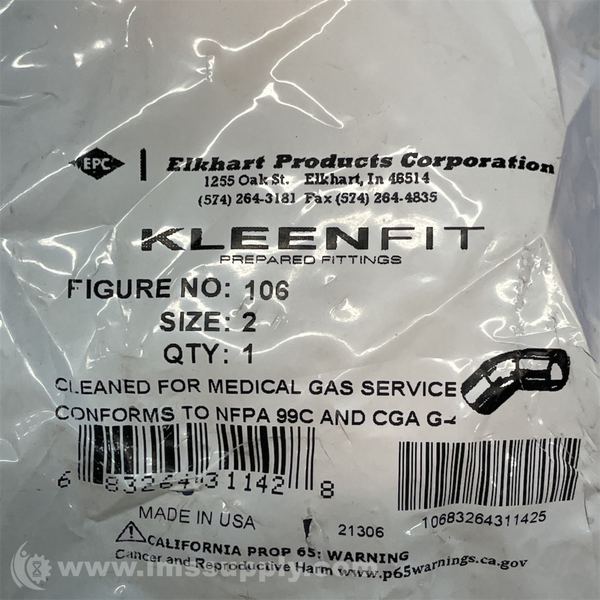 EPC
Elkhart Products Corporation
1255 Oak St. Elkhart, In 46514
(574) 264-3181 Fax (574) 264-4835
KLEENFIT
PREPARED FITTINGS
FIGURE NO: 106
SIZE: 2
QTY: 1
CLEANED FOR MEDICAL GAS SERVICE
CONFORMS TO NFPA 99C AND CGA G-4
6 83264 31142 8
10683264311425
MADE IN USA
21306
CALIFORNIA PROP 65: WARNING
Cancer and Reproductive Harm www.p65warnings.ca.gov
www.imssupply.com